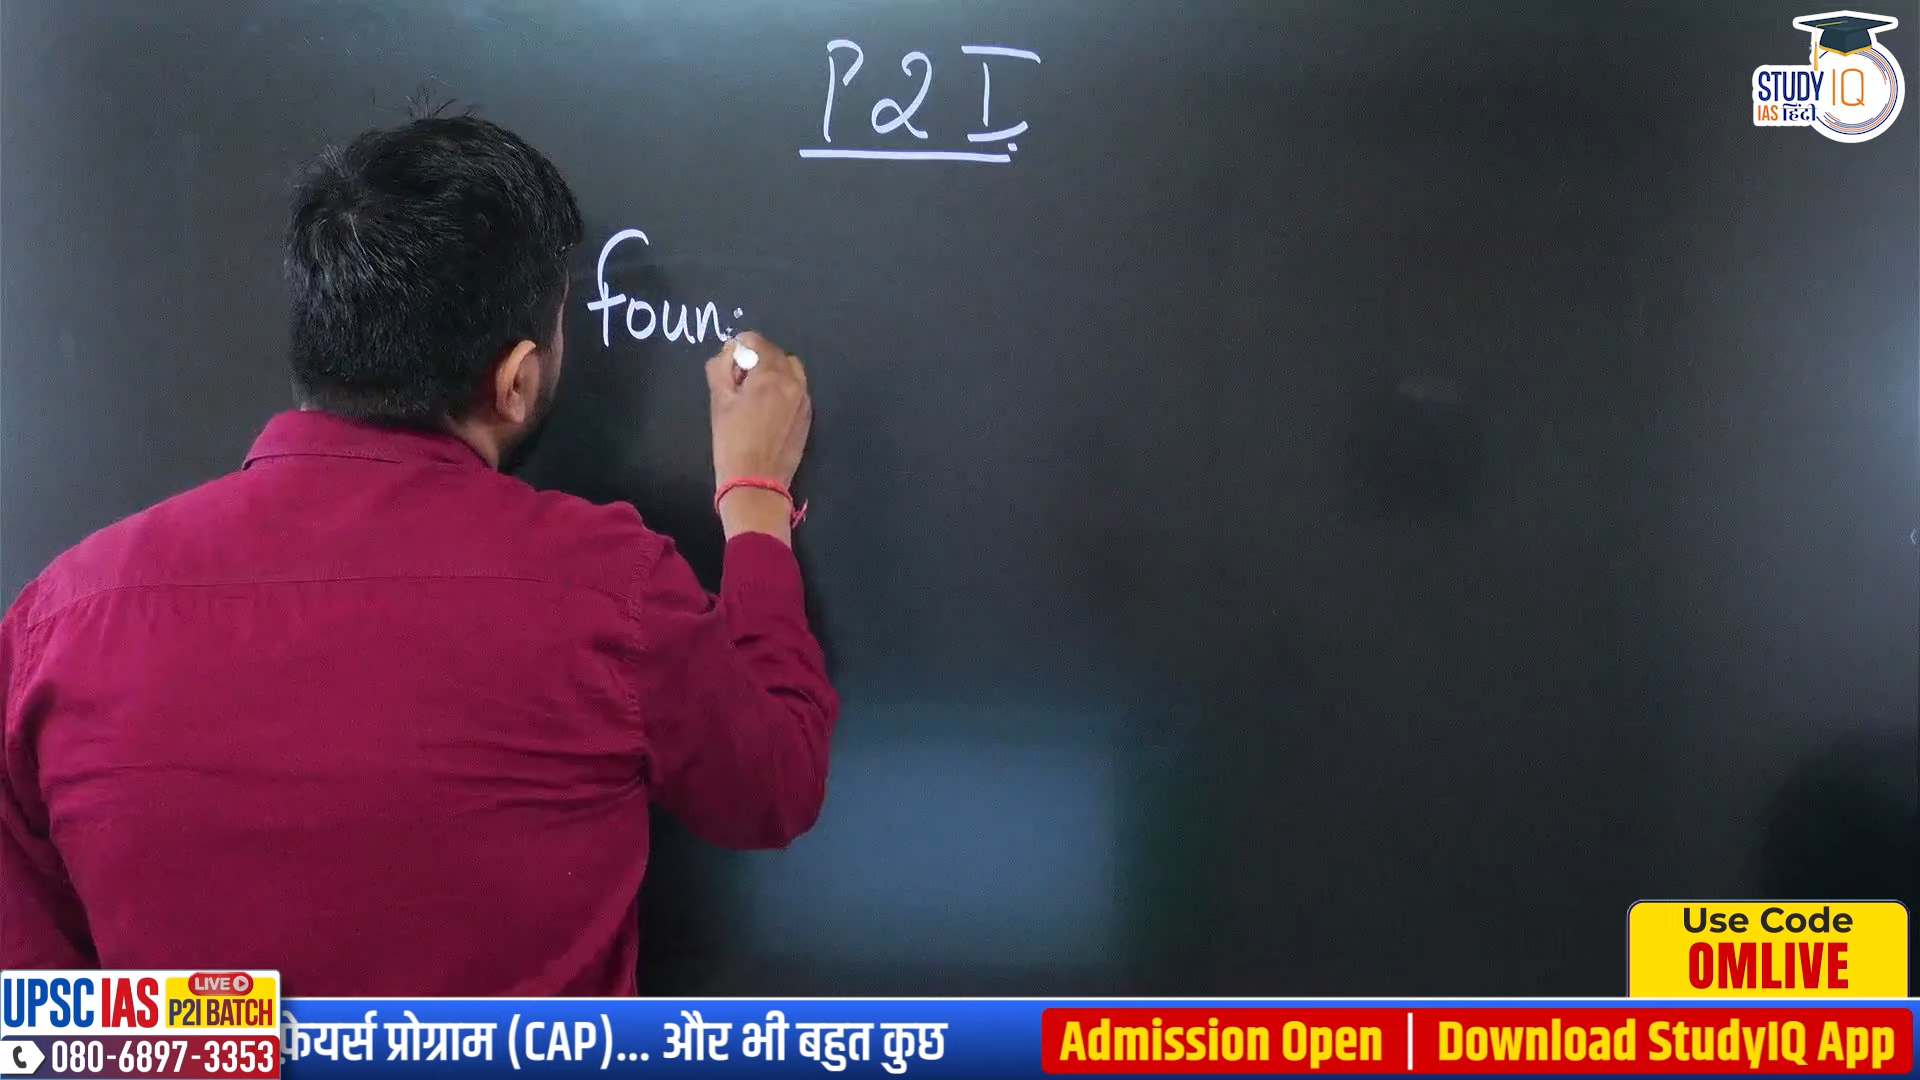 P2I
foun
STUDY IQ
IAS हिंदी
Use Code
OMLIVE
UPSC IAS
LIVE
P2I BATCH
080-6897-3353
फ़ेयर्स प्रोग्राम (CAP)... और भी बहुत कुछ
Admission Open | Download StudyIQ App